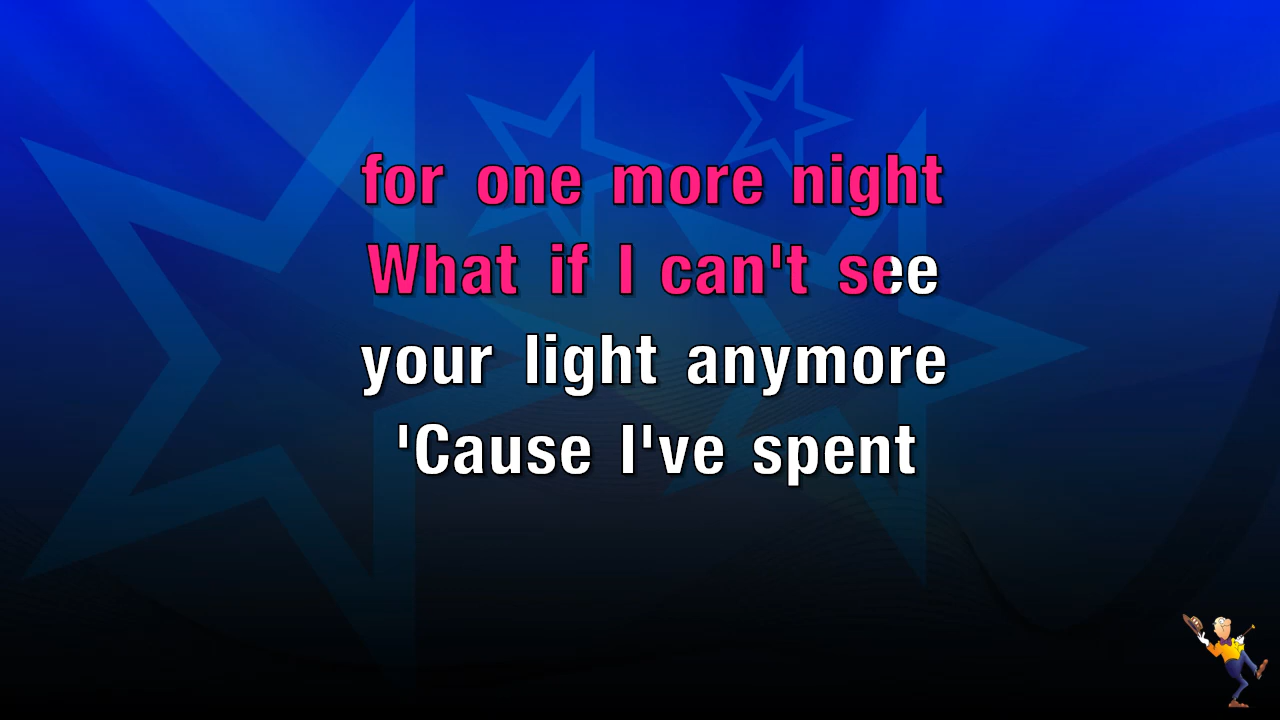 for one more night
What if I can't see
your light anymore
'Cause I've spent